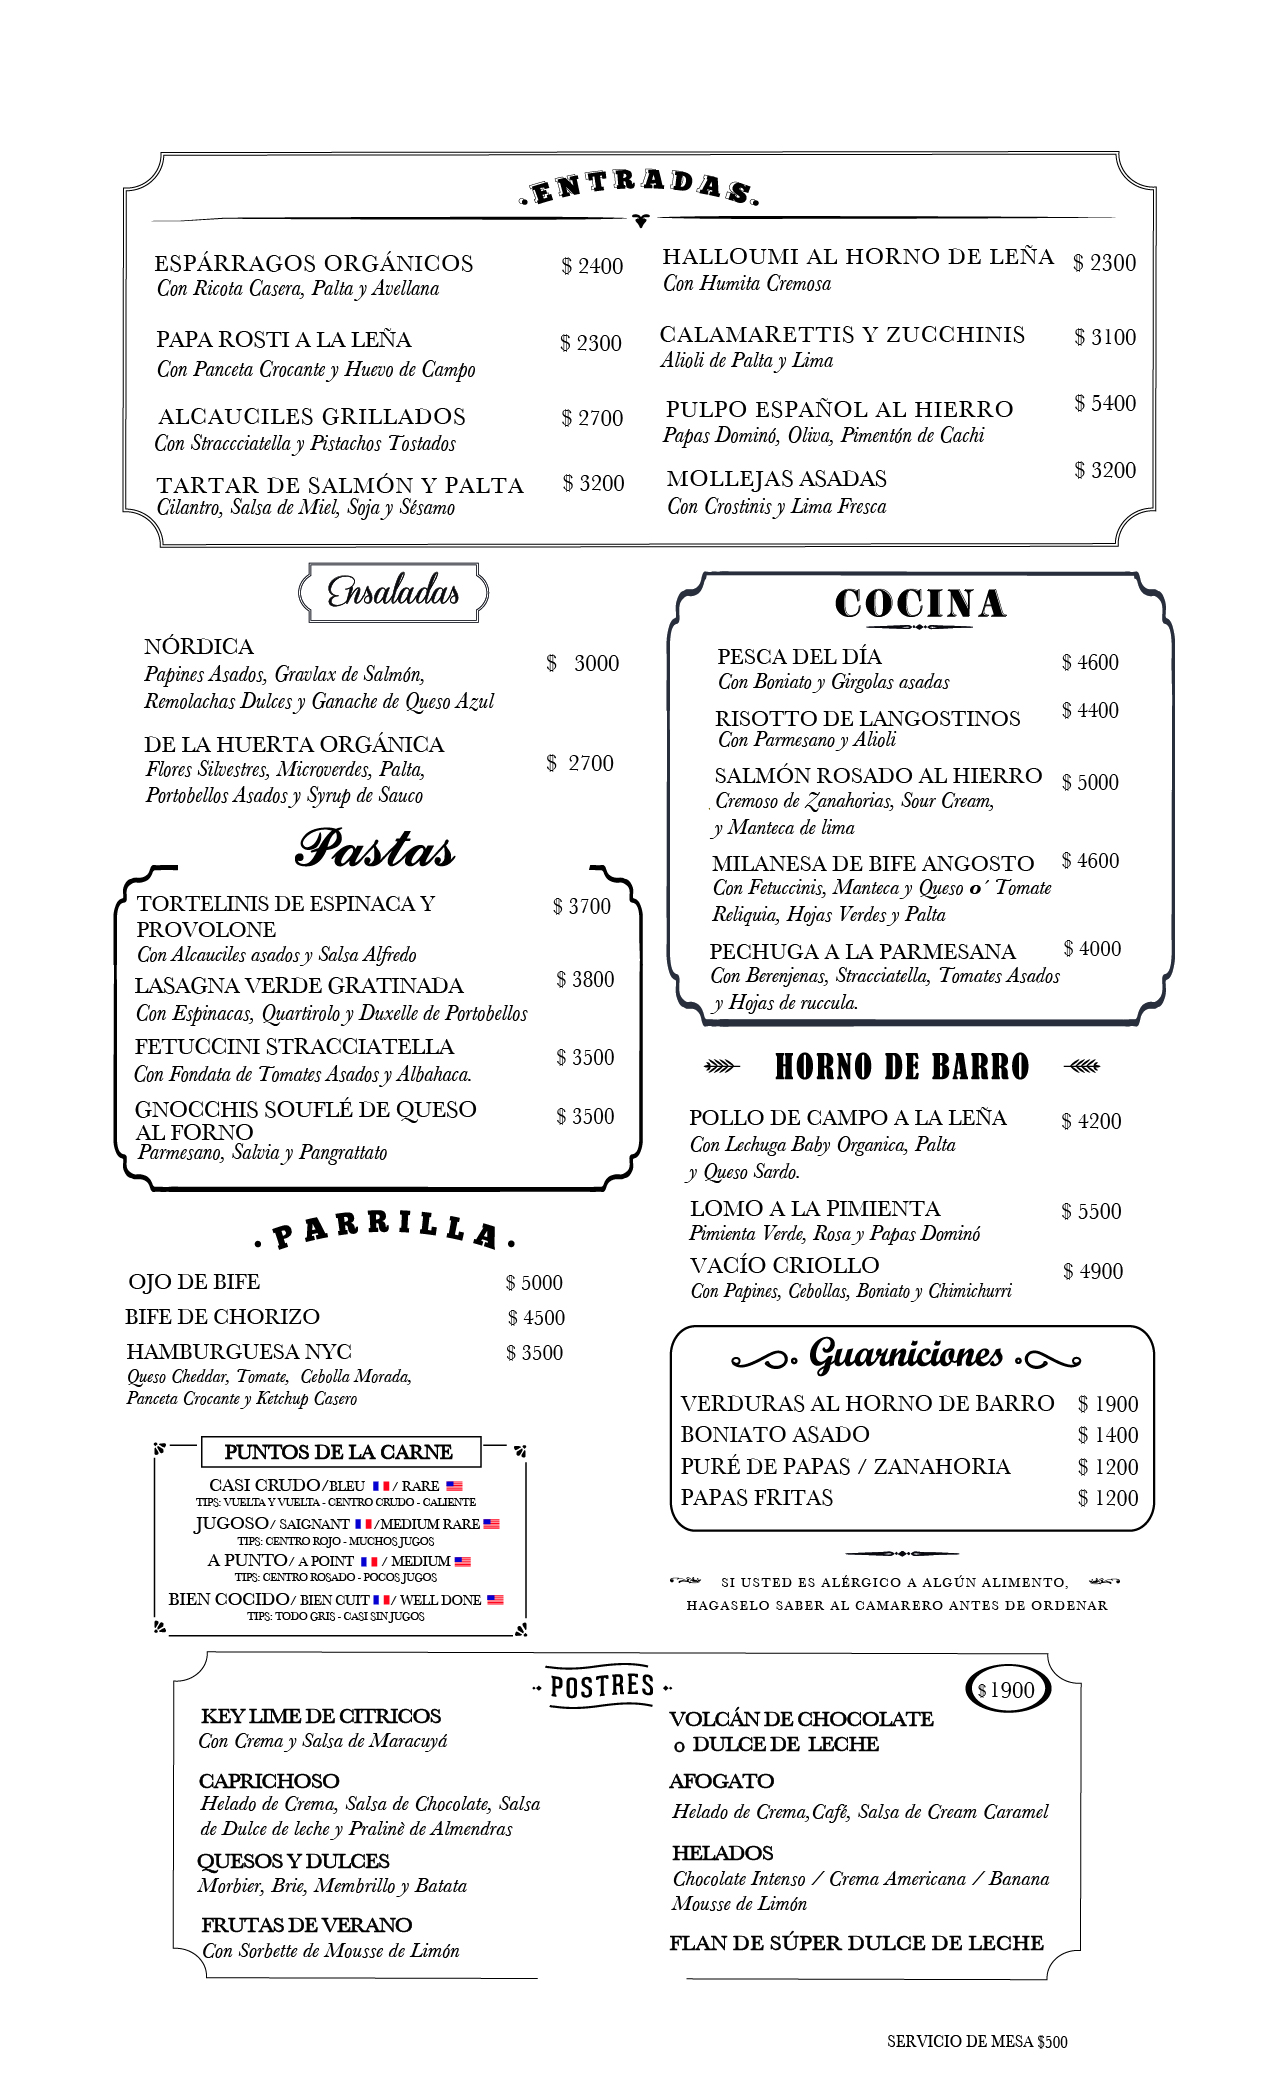 .ENTRADAS.
ESPÁRRAGOS ORGÁNICOS $ 2400
Con Ricota Casera, Palta y Avellana
PAPA ROSTI A LA LEÑA $ 2300
Con Panceta Crocante y Huevo de Campo
ALCAUCILES GRILLADOS $ 2700
Con Straccciatella y Pistachos Tostados
TARTAR DE SALMÓN Y PALTA $ 3200
Cilantro, Salsa de Miel, Soja y Sésamo
HALLOUMI AL HORNO DE LEÑA $ 2300
Con Humita Cremosa
CALAMARETTIS Y ZUCCHINIS $ 3100
Alioli de Palta y Lima
PULPO ESPAÑOL AL HIERRO $ 5400
Papas Dominó, Oliva, Pimentón de Cachi
MOLLEJAS ASADAS $ 3200
Con Crostinis y Lima Fresca
Ensaladas
NÓRDICA $ 3000
Papines Asados, Gravlax de Salmón,
Remolachas Dulces y Ganache de Queso Azul
DE LA HUERTA ORGÁNICA $ 2700
Flores Silvestres, Microverdes, Palta,
Portobellos Asados y Syrup de Sauco
Pastas
TORTELINIS DE ESPINACA Y $ 3700
PROVOLONE
Con Alcauciles asados y Salsa Alfredo
LASAGNA VERDE GRATINADA $ 3800
Con Espinacas, Quartirolo y Duxelle de Portobellos
FETUCCINI STRACCIATELLA $ 3500
Con Fondata de Tomates Asados y Albahaca.
GNOCCHIS SOUFLÉ DE QUESO $ 3500
AL FORNO
Parmesano, Salvia y Pangrattato
.PARRILLA.
OJO DE BIFE $ 5000
BIFE DE CHORIZO $ 4500
HAMBURGUESA NYC $ 3500
Queso Cheddar, Tomate, Cebolla Morada,
Panceta Crocante y Ketchup Casero
PUNTOS DE LA CARNE
CASI CRUDO/BLEU / RARE
TIPS: VUELTA Y VUELTA - CENTRO CRUDO - CALIENTE
JUGOSO/ SAIGNANT /MEDIUM RARE
TIPS: CENTRO ROJO - MUCHOS JUGOS
A PUNTO/ A POINT / MEDIUM
TIPS: CENTRO ROSADO - POCOS JUGOS
BIEN COCIDO/ BIEN CUIT / WELL DONE
TIPS: TODO GRIS - CASI SIN JUGOS
COCINA
PESCA DEL DÍA $ 4600
Con Boniato y Girgolas asadas
RISOTTO DE LANGOSTINOS $ 4400
Con Parmesano y Alioli
SALMÓN ROSADO AL HIERRO $ 5000
Cremoso de Zanahorias, Sour Cream,
y Manteca de lima
MILANESA DE BIFE ANGOSTO $ 4600
Con Fetuccinis, Manteca y Queso o´ Tomate
Reliquia, Hojas Verdes y Palta
PECHUGA A LA PARMESANA $ 4000
Con Berenjenas, Stracciatella, Tomates Asados
y Hojas de ruccula.
HORNO DE BARRO
POLLO DE CAMPO A LA LEÑA $ 4200
Con Lechuga Baby Organica, Palta
y Queso Sardo.
LOMO A LA PIMIENTA $ 5500
Pimienta Verde, Rosa y Papas Dominó
VACÍO CRIOLLO $ 4900
Con Papines, Cebollas, Boniato y Chimichurri
Guarniciones
VERDURAS AL HORNO DE BARRO $ 1900
BONIATO ASADO $ 1400
PURÉ DE PAPAS / ZANAHORIA $ 1200
PAPAS FRITAS $ 1200
SI USTED ES ALÉRGICO A ALGÚN ALIMENTO,
HAGASELO SABER AL CAMARERO ANTES DE ORDENAR
POSTRES
$ 1900
KEY LIME DE CITRICOS
Con Crema y Salsa de Maracuyá
CAPRICHOSO
Helado de Crema, Salsa de Chocolate, Salsa
de Dulce de leche y Pralinè de Almendras
QUESOS Y DULCES
Morbier, Brie, Membrillo y Batata
FRUTAS DE VERANO
Con Sorbette de Mousse de Limón
VOLCÁN DE CHOCOLATE
o DULCE DE LECHE
AFOGATO
Helado de Crema,Café, Salsa de Cream Caramel
HELADOS
Chocolate Intenso / Crema Americana / Banana
Mousse de Limón
FLAN DE SÚPER DULCE DE LECHE
SERVICIO DE MESA $500